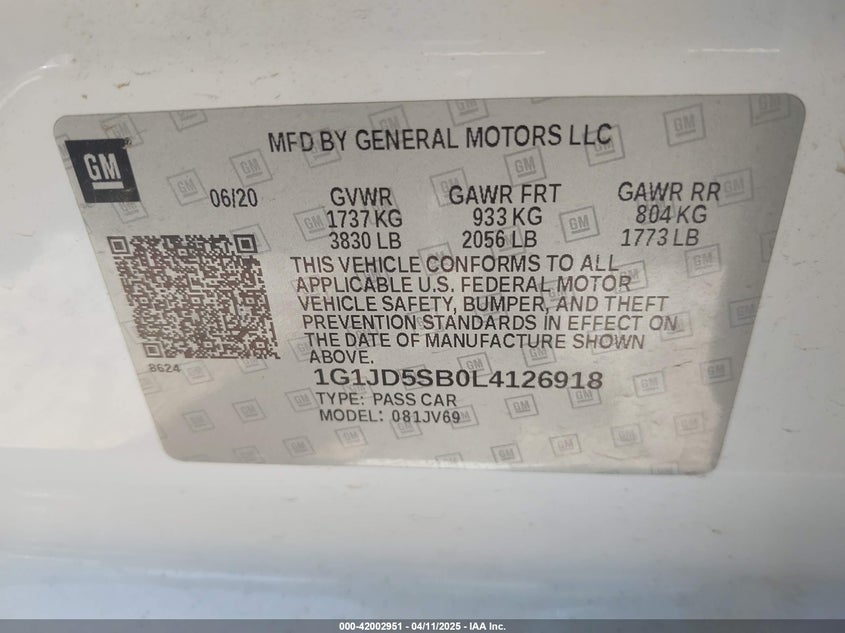 GM
MFD BY GENERAL MOTORS LLC
06/20
GVWR
1737 KG
3830 LB
GAWR FRT
933 KG
2056 LB
GAWR RR
804 KG
1773 LB
THIS VEHICLE CONFORMS TO ALL
APPLICABLE U.S. FEDERAL MOTOR
VEHICLE SAFETY, BUMPER, AND THEFT
PREVENTION STANDARDS IN EFFECT ON
THE DATE OF MANUFACTURE SHOWN
ABOVE.
8624
1G1JD5SB0L4126918
TYPE: PASS CAR
MODEL: 081JV69
000-42002951 - 04/11/2025 - IAA Inc.